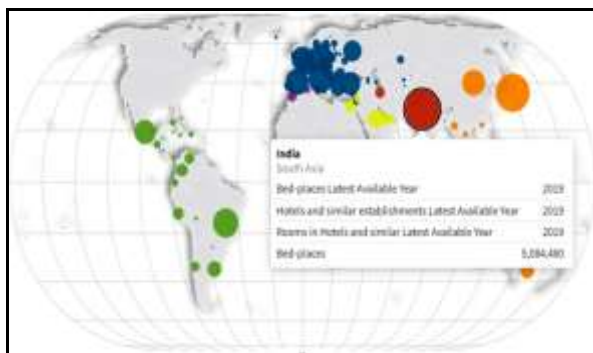 India
South Asia
Bed-places Latest Available Year 2019
Hotels and similar establishments Latest Available Year 2019
Rooms in Hotels and similar Latest Available Year 2019
Bed-places